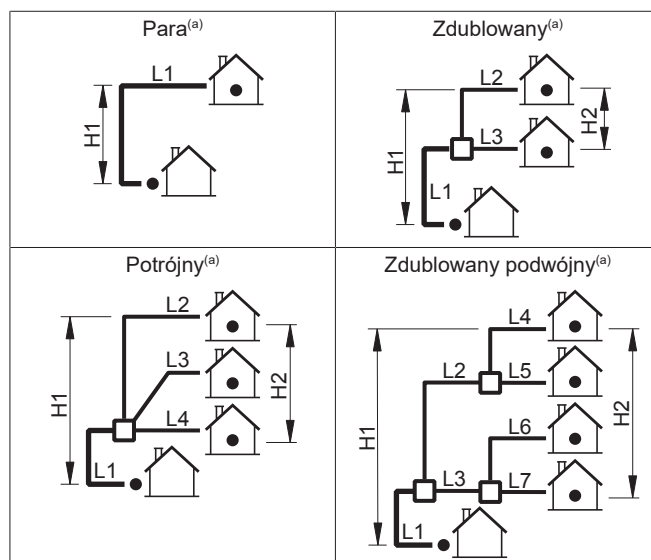 Para(a)
L1
H1
Zdublowany(a)
L2
H2
H1
L3
L1
Potrójny(a)
L2
L3
H1
H2
L4
L1
Zdublowany podwójny(a)
L4
L2
L5
H1
H2
L6
L3
L7
L1